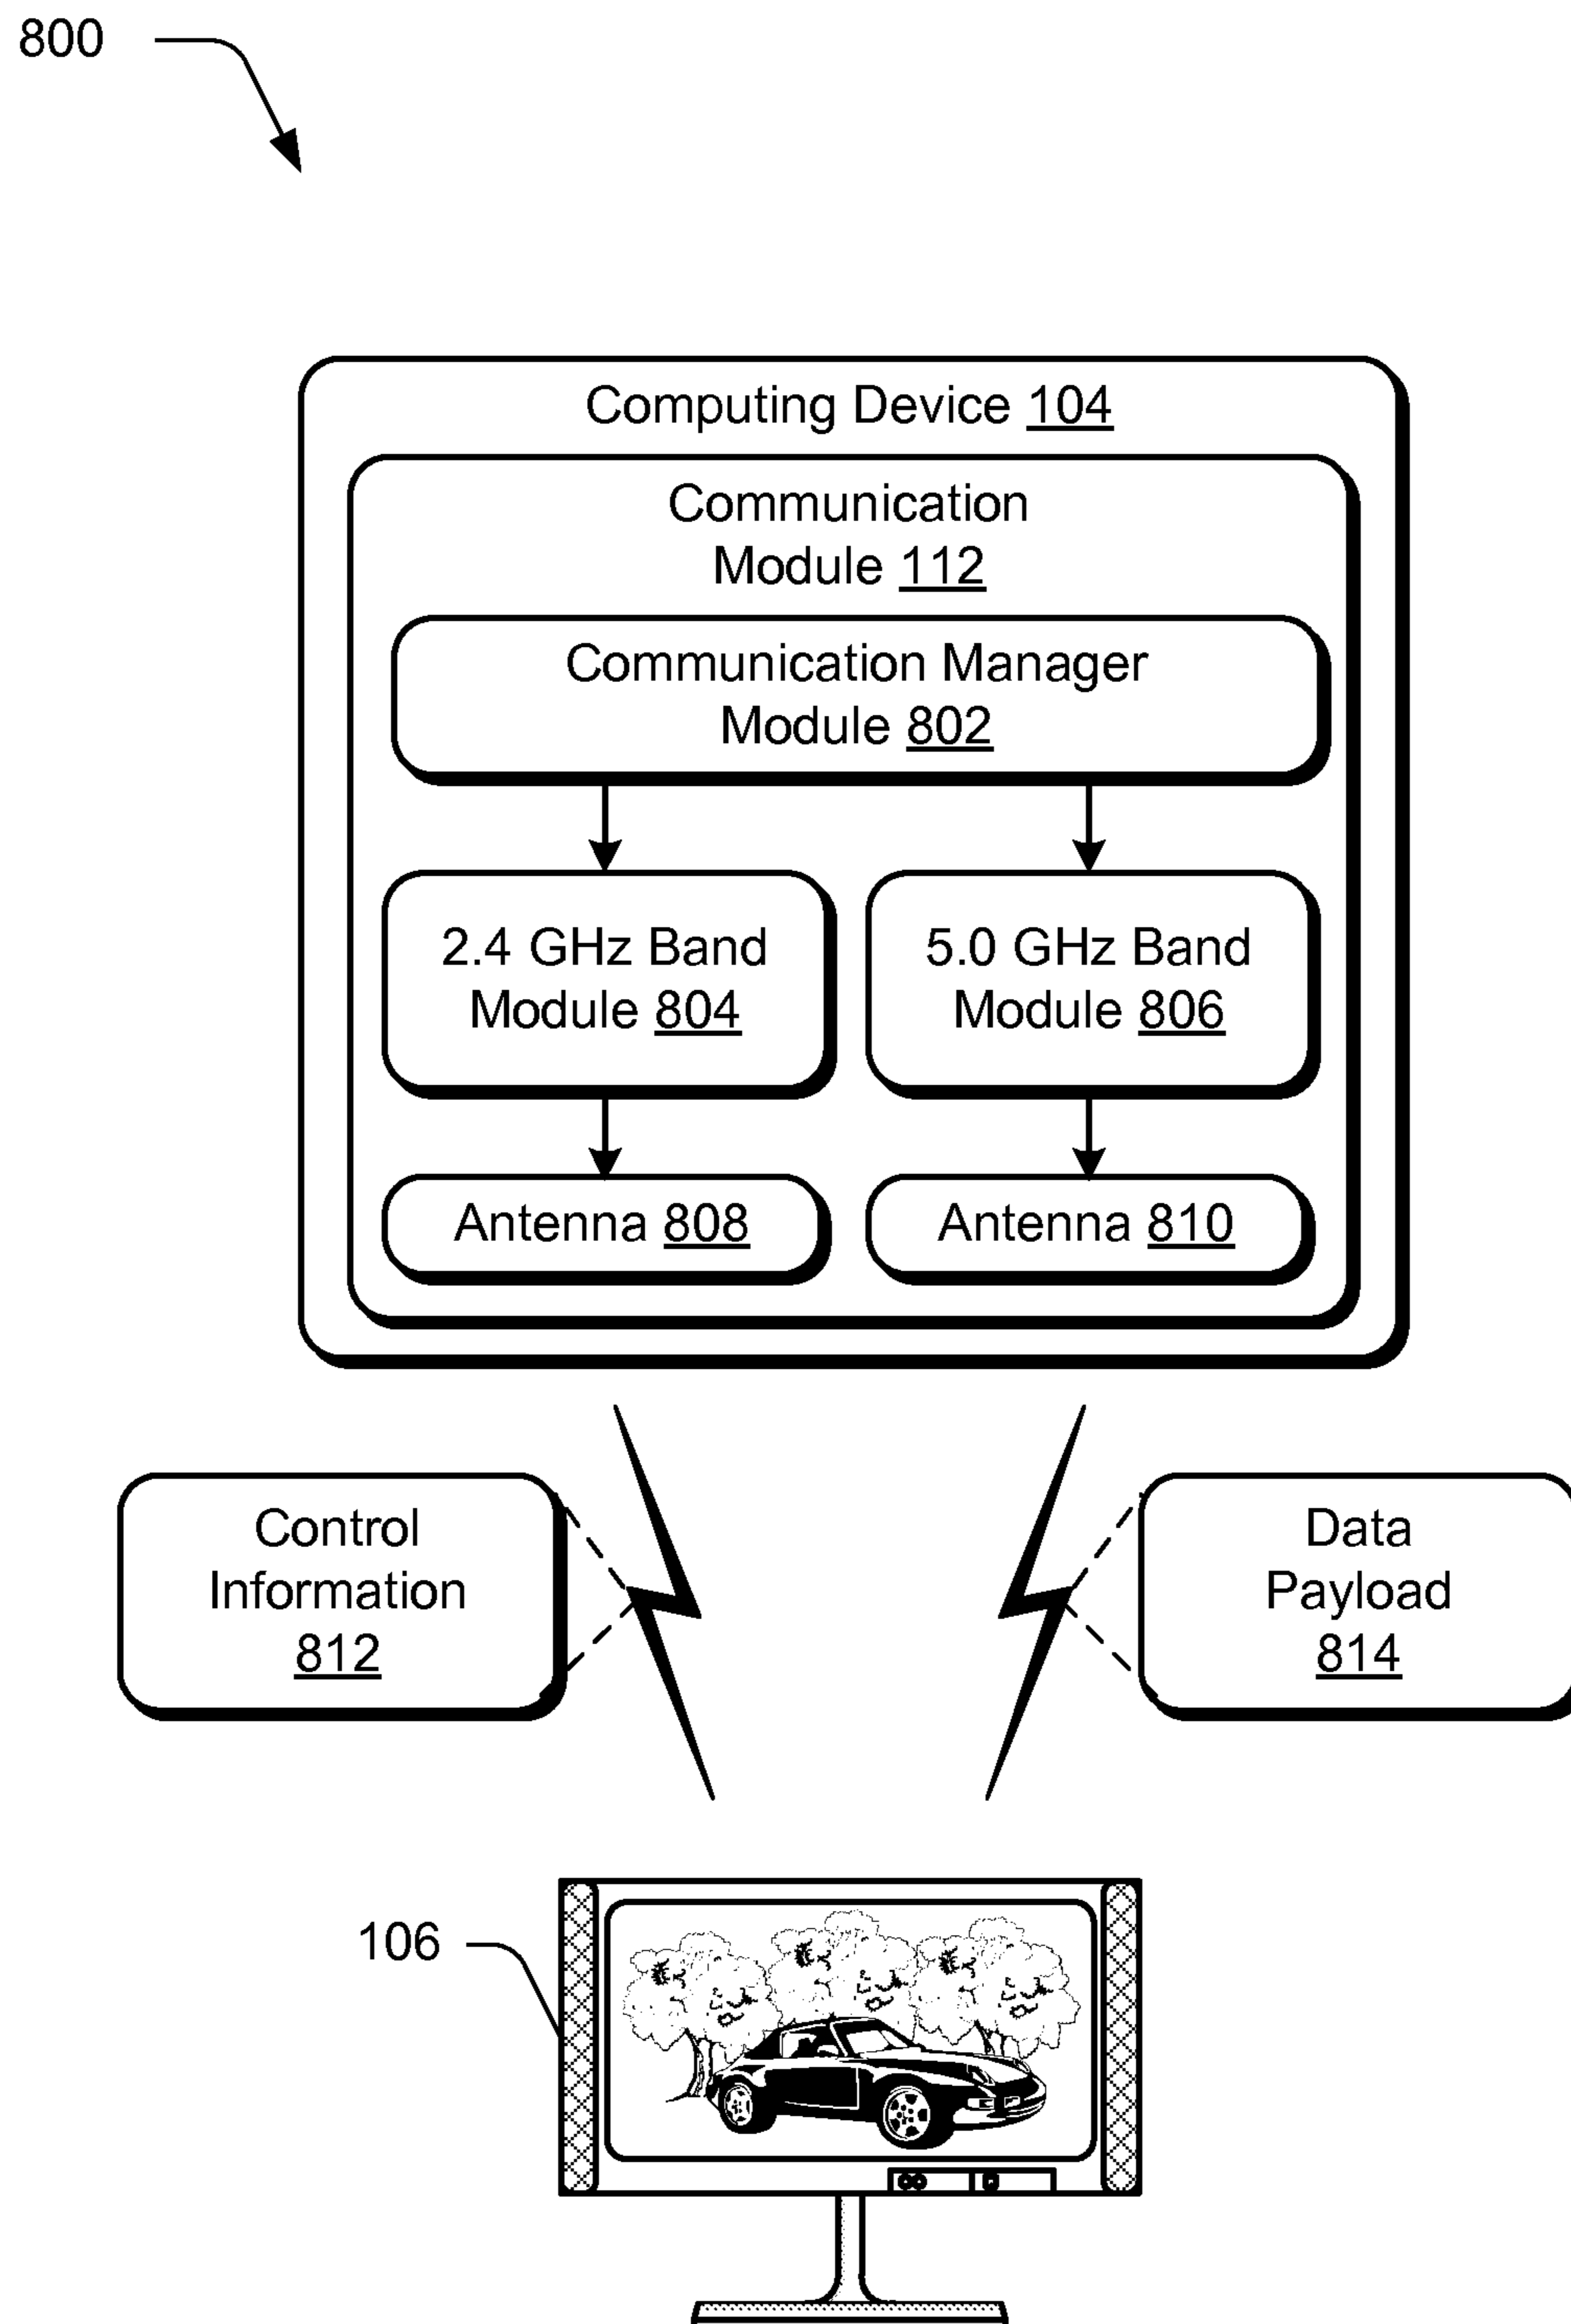 800
Computing Device 104
Communication
Module 112
Communication Manager
Module 802
2.4 GHz Band
Module 804
5.0 GHz Band
Module 806
Antenna 808
Antenna 810
Control
Information
812
Data
Payload
814
106